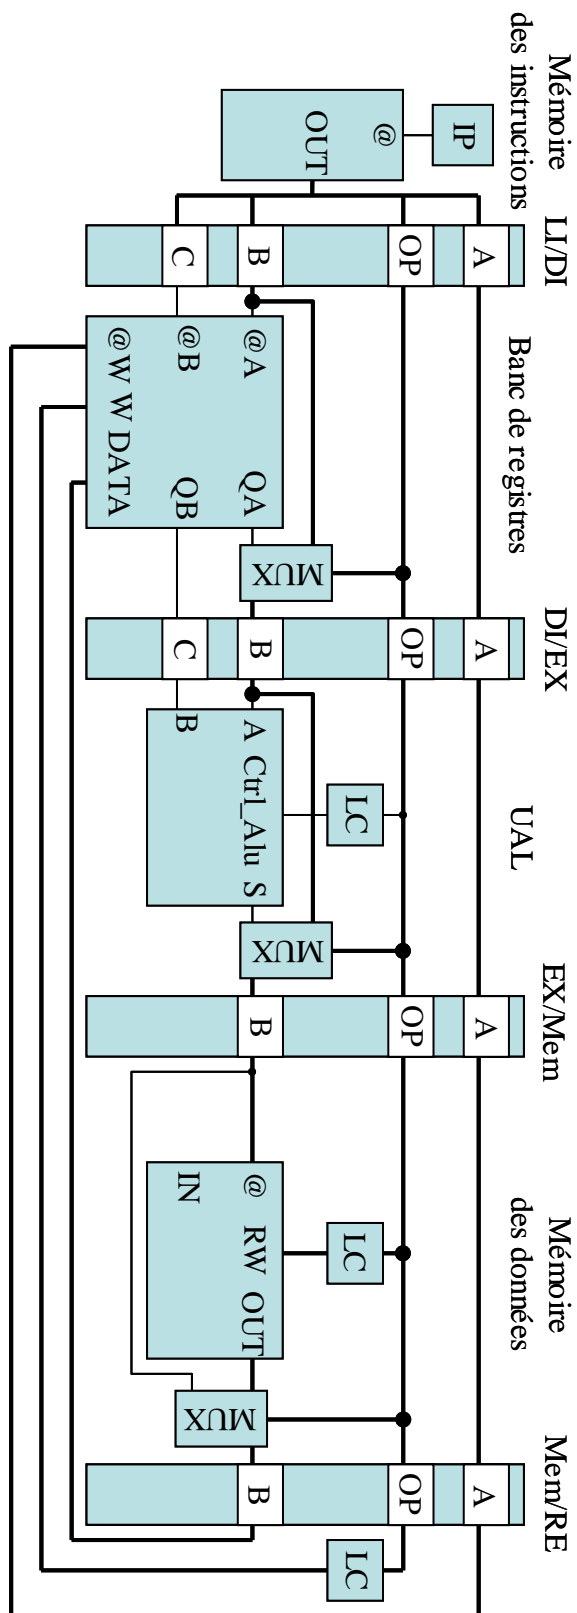 Mémoire
des instructions
LI/DI
Banc de registres
DI/EX
UAL
EX/Mem
Mémoire
des données
Mem/RE
IP
@
OUT
A
OP
B
C
@A
@B
@W W DATA
QA
QB
MUX
A
OP
B
C
LC
A Ctrl_Alu S
B
MUX
A
OP
B
LC
@ RW OUT
IN
MUX
A
OP
B
LC